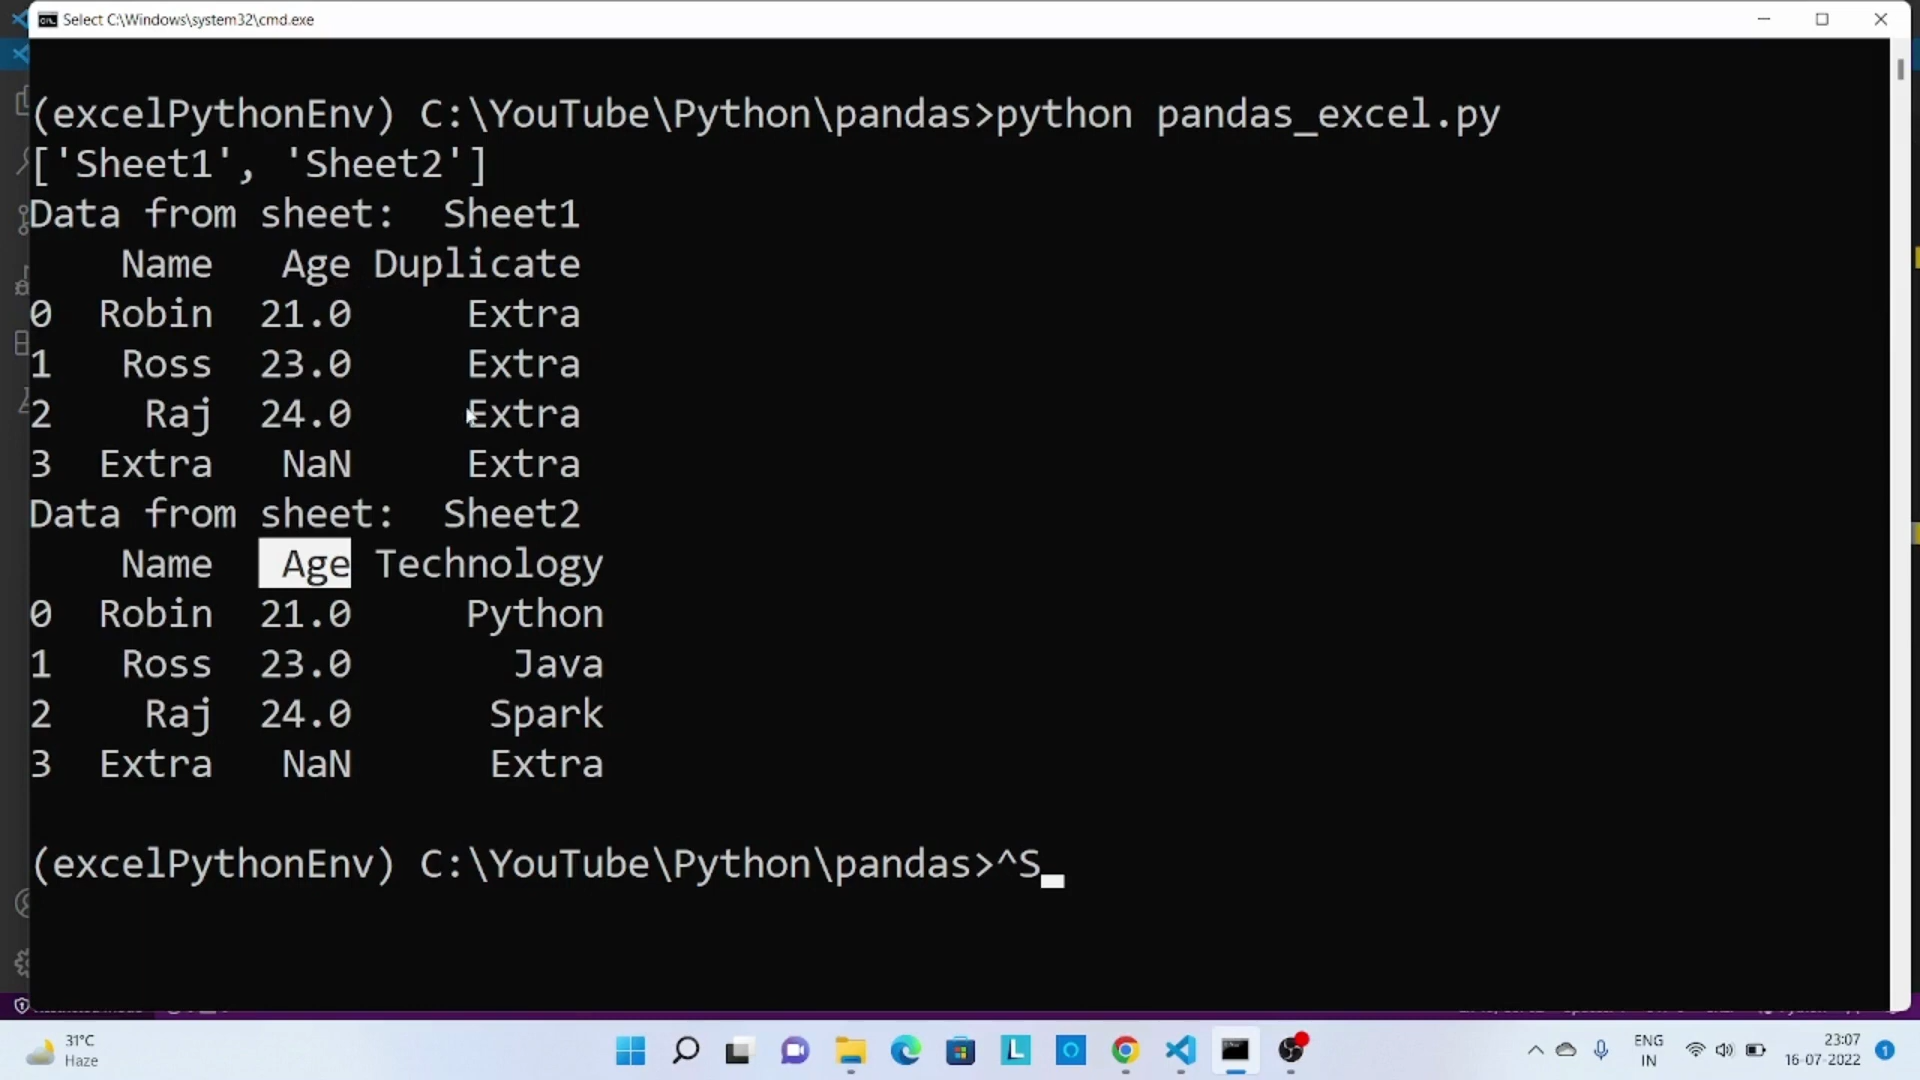 Select C:\Windows\system32\cmd.exe
(excelPythonEnv) C:\YouTube\Python\pandas>python pandas_excel.py
['Sheet1', 'Sheet2']
Data from sheet:  Sheet1
    Name   Age Duplicate
0  Robin  21.0     Extra
1   Ross  23.0     Extra
2    Raj  24.0     Extra
3  Extra   NaN     Extra
Data from sheet:  Sheet2
    Name   Age Technology
0  Robin  21.0     Python
1   Ross  23.0       Java
2    Raj  24.0      Spark
3  Extra   NaN      Extra
(excelPythonEnv) C:\YouTube\Python\pandas>^S
31°C
Haze
ENG
IN
23:07
16-07-2022
1